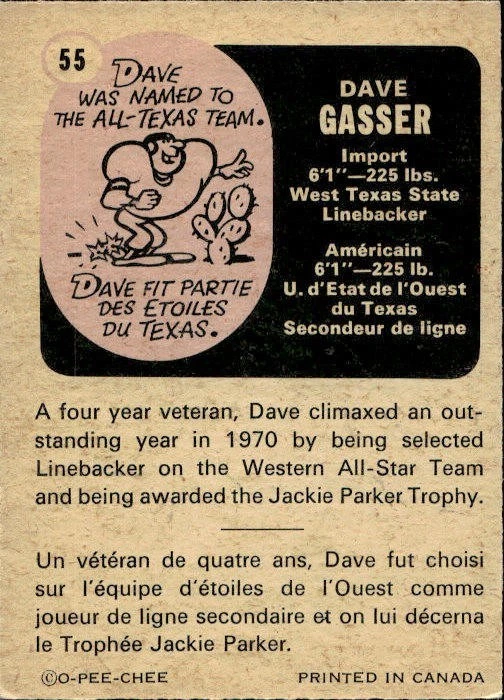 55
DAVE
WAS NAMED TO
THE ALL-TEXAS TEAM.
DAVE FIT PARTIE
DES ETOILES
DU TEXAS.
DAVE
GASSER
Import
6'1"—225 lbs.
West Texas State
Linebacker
Américain
6'1"—225 lb.
U. d'Etat de l'Ouest
du Texas
Secondeur de ligne
A four year veteran, Dave climaxed an out-
standing year in 1970 by being selected
Linebacker on the Western All-Star Team
and being awarded the Jackie Parker Trophy.
Un vétéran de quatre ans, Dave fut choisi
sur l'équipe d'étoiles de l'Ouest comme
joueur de ligne secondaire et on lui décerna
le Trophée Jackie Parker.
©O-PEE-CHEE
PRINTED IN CANADA